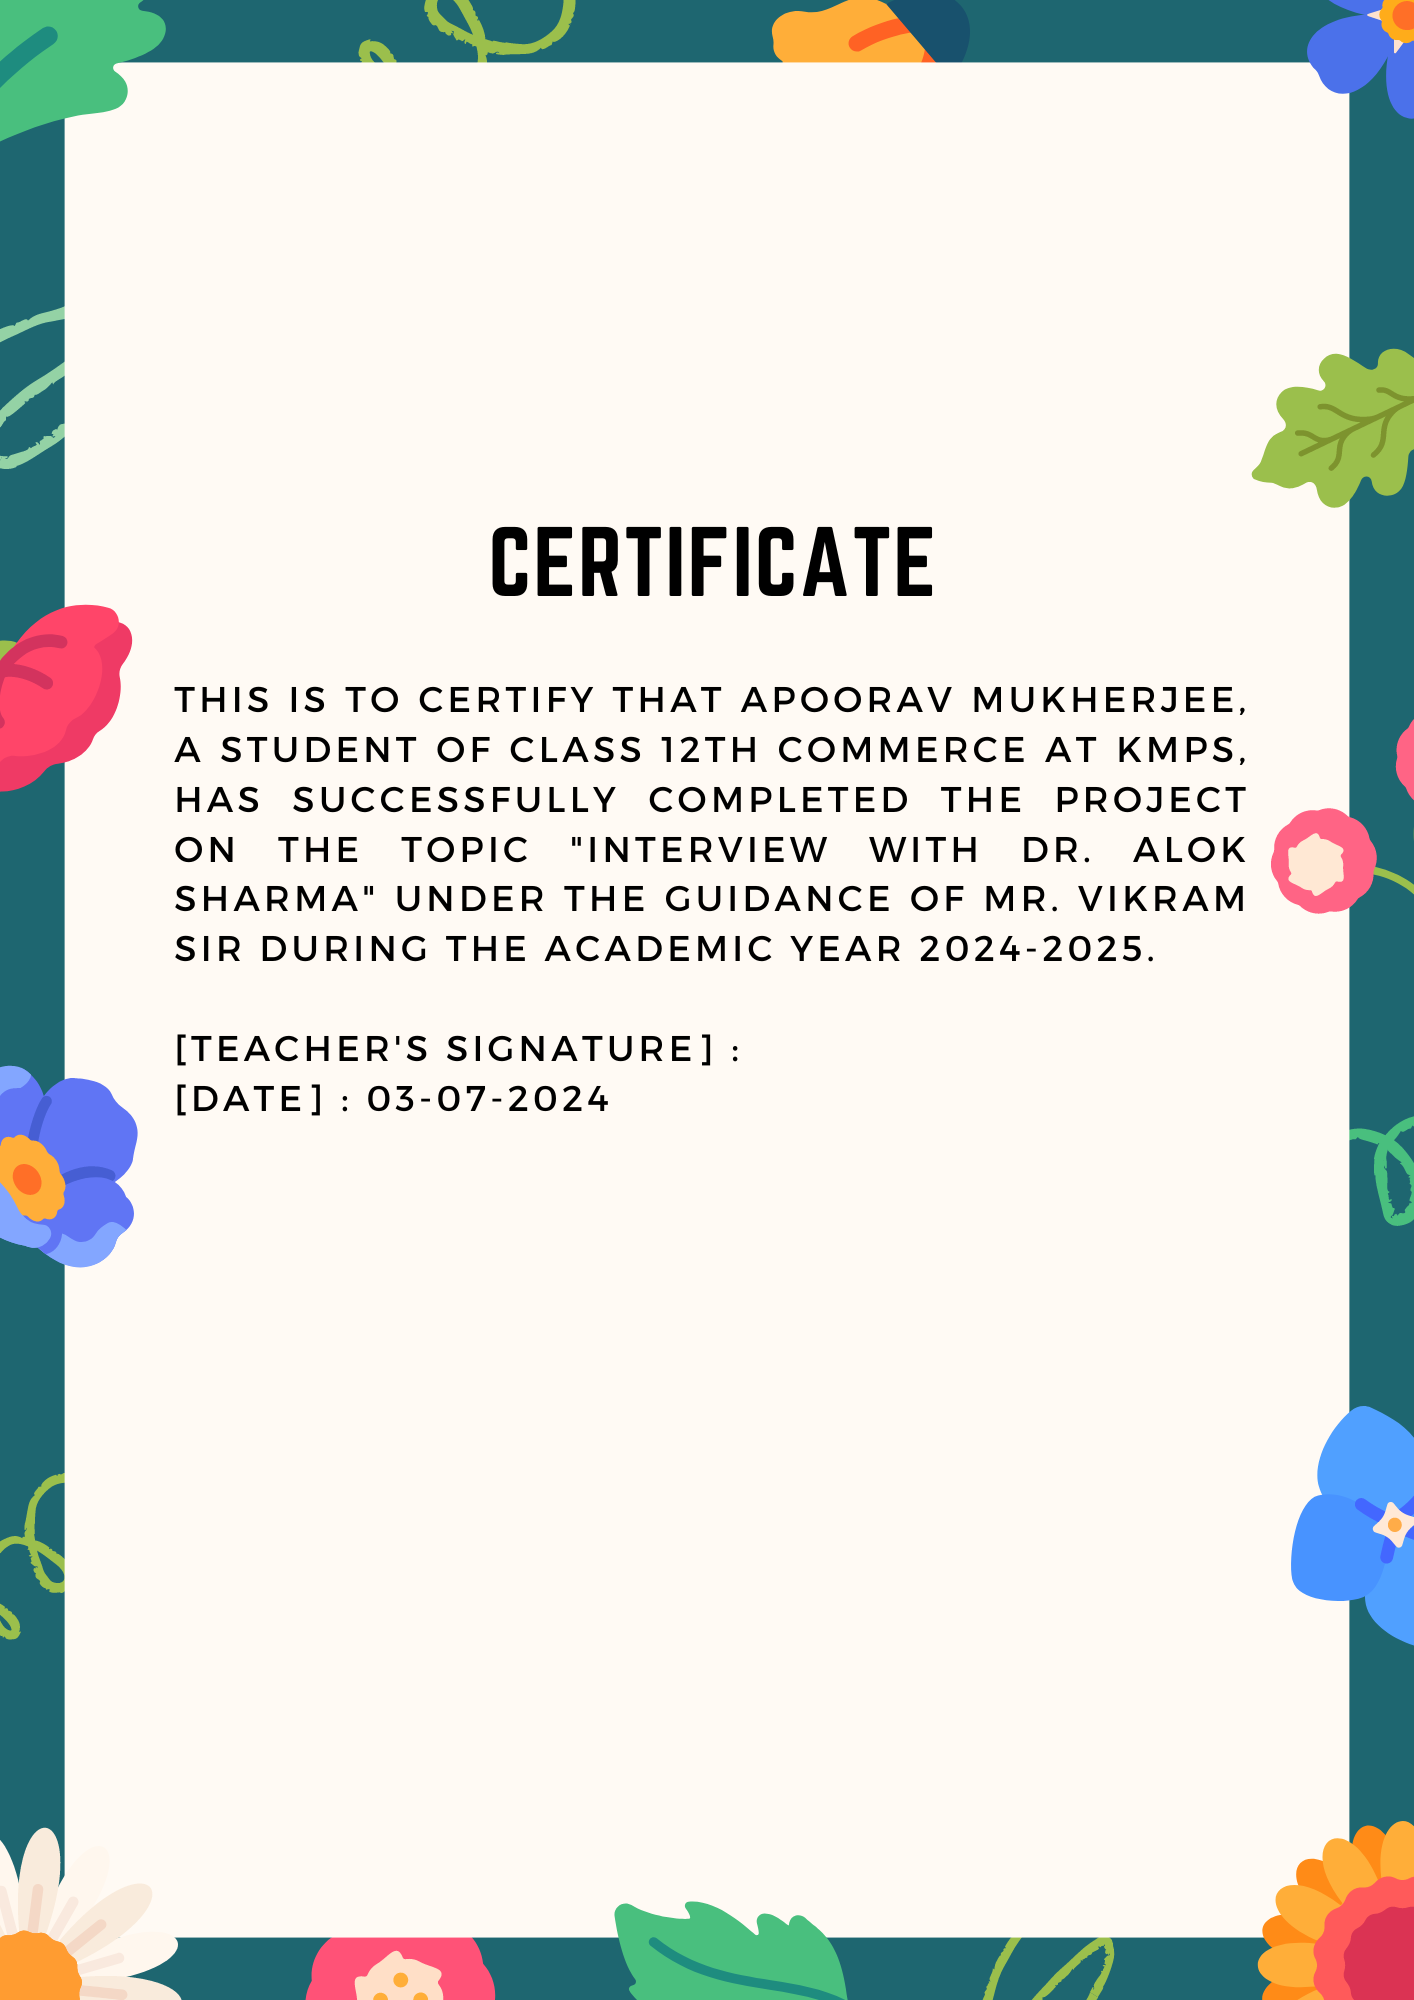 CERTIFICATE
THIS IS TO CERTIFY THAT APOORAV MUKHERJEE,
A STUDENT OF CLASS 12TH COMMERCE AT KMPS,
HAS SUCCESSFULLY COMPLETED THE PROJECT
ON THE TOPIC "INTERVIEW WITH DR. ALOK
SHARMA" UNDER THE GUIDANCE OF MR. VIKRAM
SIR DURING THE ACADEMIC YEAR 2024-2025.
[TEACHER'S SIGNATURE] :
[DATE] : 03-07-2024